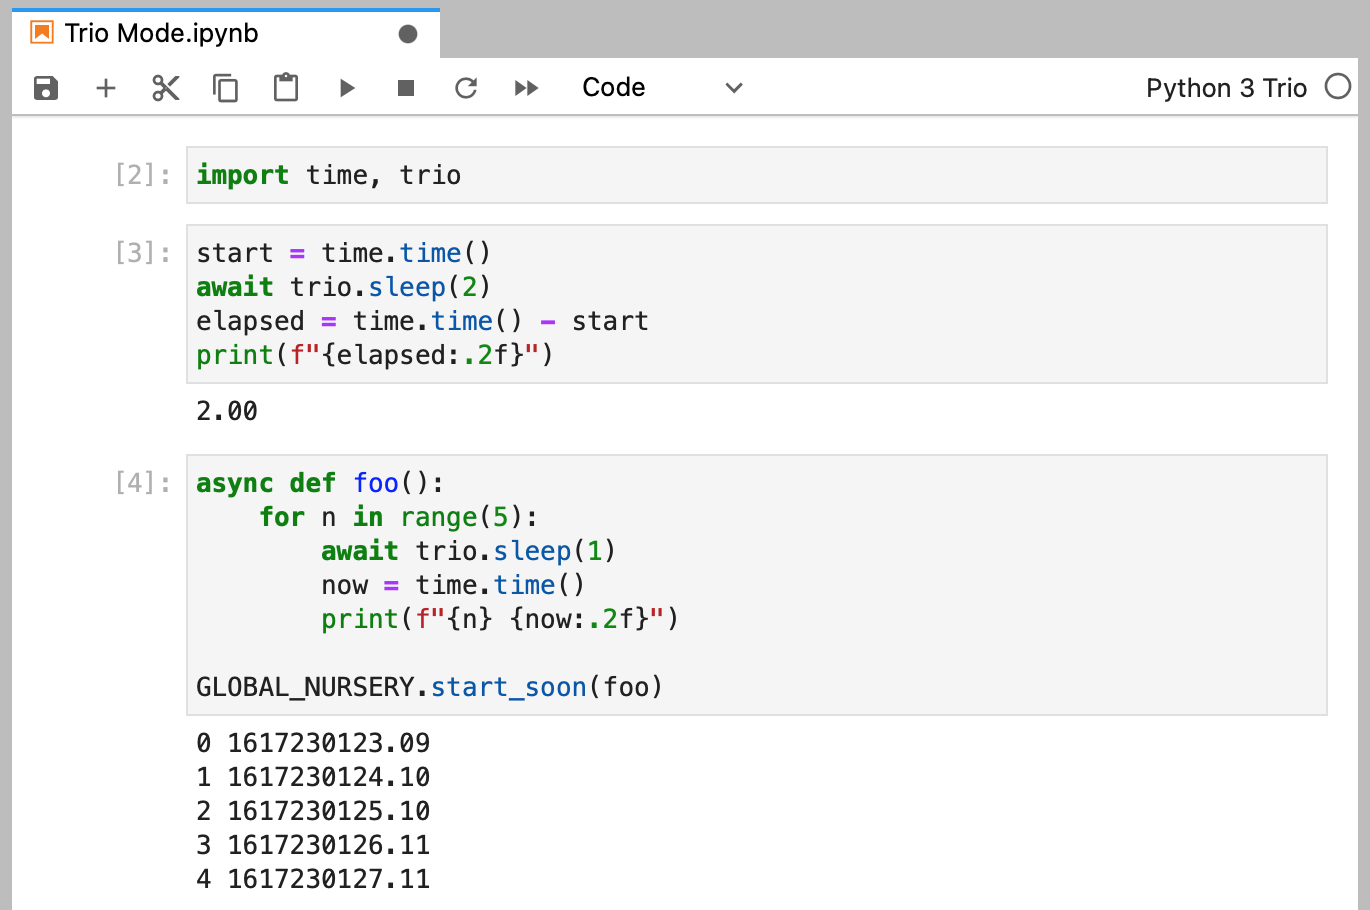 Trio Mode.ipynb
Code
Python 3 Trio
[2]: import time, trio
[3]: start = time.time()
await trio.sleep(2)
elapsed = time.time() - start
print(f"{elapsed:.2f}")
2.00
[4]: async def foo():
    for n in range(5):
        await trio.sleep(1)
        now = time.time()
        print(f"{n} {now:.2f}")
GLOBAL_NURSERY.start_soon(foo)
0 1617230123.09
1 1617230124.10
2 1617230125.10
3 1617230126.11
4 1617230127.11